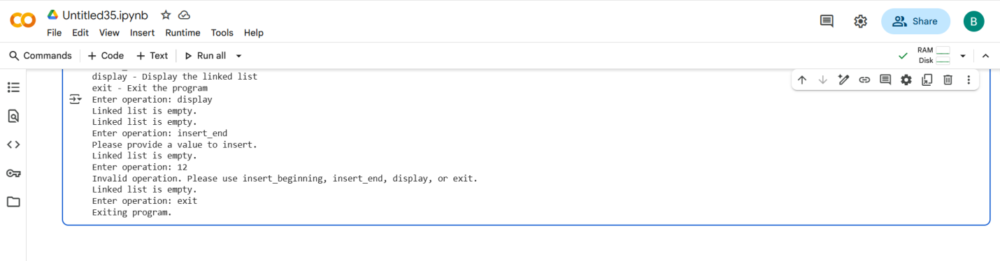 Untitled35.ipynb
File Edit View Insert Runtime Tools Help
Share
B
Commands + Code + Text Run all
RAM
Disk
display - Display the linked list
exit - Exit the program
Enter operation: display
Linked list is empty.
Linked list is empty.
Enter operation: insert_end
Please provide a value to insert.
Linked list is empty.
Enter operation: 12
Invalid operation. Please use insert_beginning, insert_end, display, or exit.
Linked list is empty.
Enter operation: exit
Exiting program.